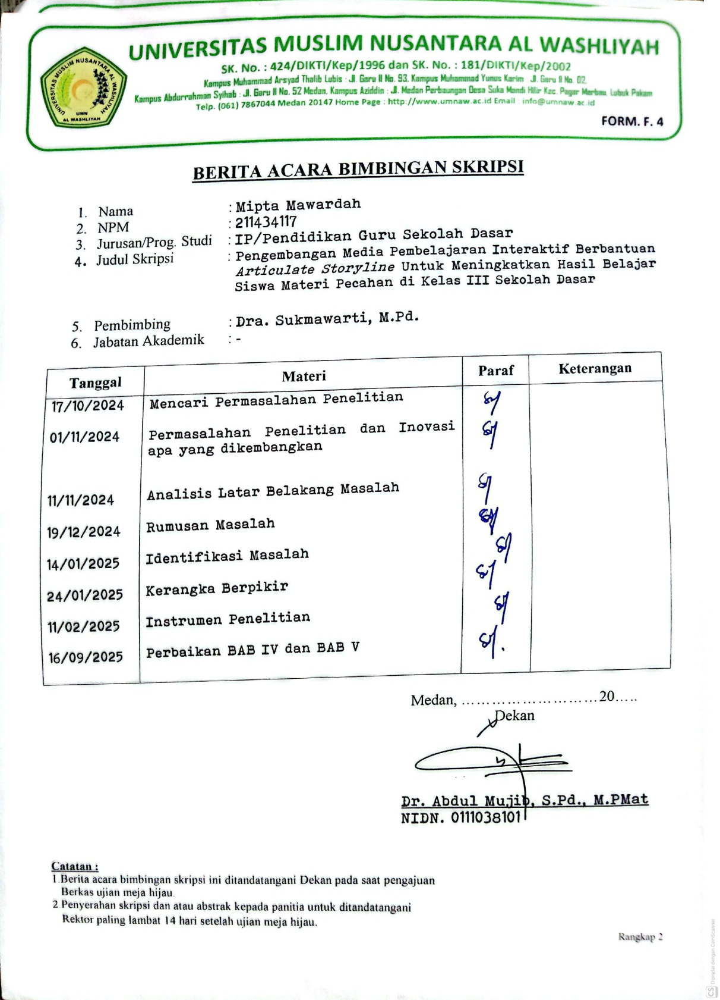 UNIVERSITAS MUSLIM NUSANTARA AL WASHLIYAH
SK. No. : 424/DIKTI/Kep/1996 dan SK. No. : 181/DIKTI/Kep/2002
Kampus Muhammad Arsyad Thalib Lubis : Jl. Garu II No. 93, Kampus Muhammad Yunus Karim : Jl. Garu II No. 02,
Kampus Abdurrahman Syihab : Jl. Garu II No. 52 Medan, Kampus Aziddin : Jl. Medan Perbaungan Desa Suka Mandi Hilir Kec. Pagar Merbau, Lubuk Pakam
Telp. (061) 7867044 Medan 20147 Home Page : http://www.umnaw.ac.id Email : info@umnaw.ac.id
UNIVERSITAS MUSLIM NUSANTARA AL WASHLIYAH
UMN
AL WASHLIYAH
FORM. F. 4
BERITA ACARA BIMBINGAN SKRIPSI
1. Nama : Mipta Mawardah
2. NPM : 211434117
3. Jurusan/Prog. Studi : IP/Pendidikan Guru Sekolah Dasar
4. Judul Skripsi : Pengembangan Media Pembelajaran Interaktif Berbantuan
Articulate Storyline Untuk Meningkatkan Hasil Belajar
Siswa Materi Pecahan di Kelas III Sekolah Dasar
5. Pembimbing : Dra. Sukmawarti, M.Pd.
6. Jabatan Akademik : -
Tanggal Materi Paraf Keterangan
17/10/2024 Mencari Permasalahan Penelitian
01/11/2024 Permasalahan Penelitian dan Inovasi
apa yang dikembangkan
11/11/2024 Analisis Latar Belakang Masalah
19/12/2024 Rumusan Masalah
14/01/2025 Identifikasi Masalah
24/01/2025 Kerangka Berpikir
11/02/2025 Instrumen Penelitian
16/09/2025 Perbaikan BAB IV dan BAB V
Medan, ..............................20.....
Dekan
Dr. Abdul Mujib, S.Pd., M.PMat
NIDN. 0111038101
Catatan :
1.Berita acara bimbingan skripsi ini ditandatangani Dekan pada saat pengajuan
Berkas ujian meja hijau.
2 Penyerahan skripsi dan atau abstrak kepada panitia untuk ditandatangani
Rektor paling lambat 14 hari setelah ujian meja hijau.
Rangkap 2
CS Dipindai dengan CamScanner